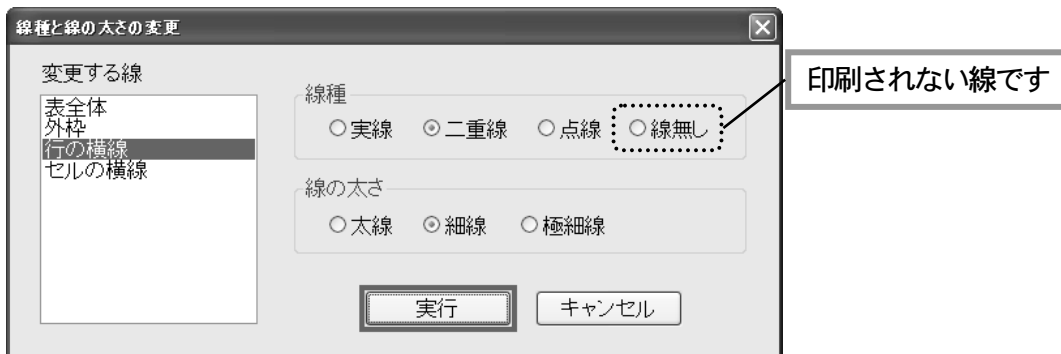 線種と線の太さの変更
変更する線
表全体
外枠
行の横線
セルの横線
線種
実線 二重線 点線 線無し
線の太さ
太線 細線 極細線
実行 キャンセル
印刷されない線です